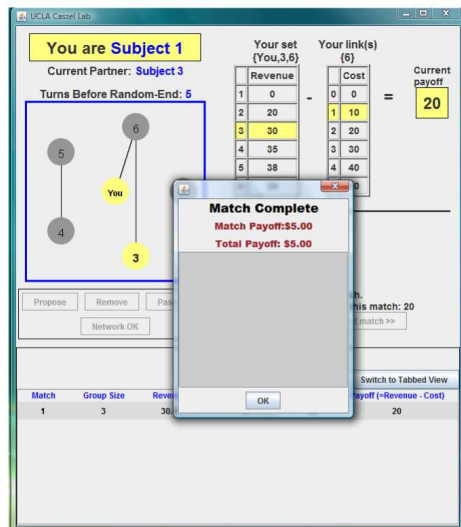 UCLA Cassel Lab
You are Subject 1
Current Partner: Subject 3
Turns Before Random-End: 5
Your set
{You,3,6}
Your link(s)
{6}
Current
payoff
Revenue
Cost
1 0
0 0
2 20
1 10
3 30
2 20
4 35
3 30
5 38
4 40
-
=
20
6
5
You
4
3
Match Complete
Match Payoff:$5.00
Total Payoff: $5.00
OK
Propose
Remove
Network OK
his match: 20
match >>
Switch to Tabbed View
Match Group Size
ayoff (=Revenue - Cost)
1 3 30.
20